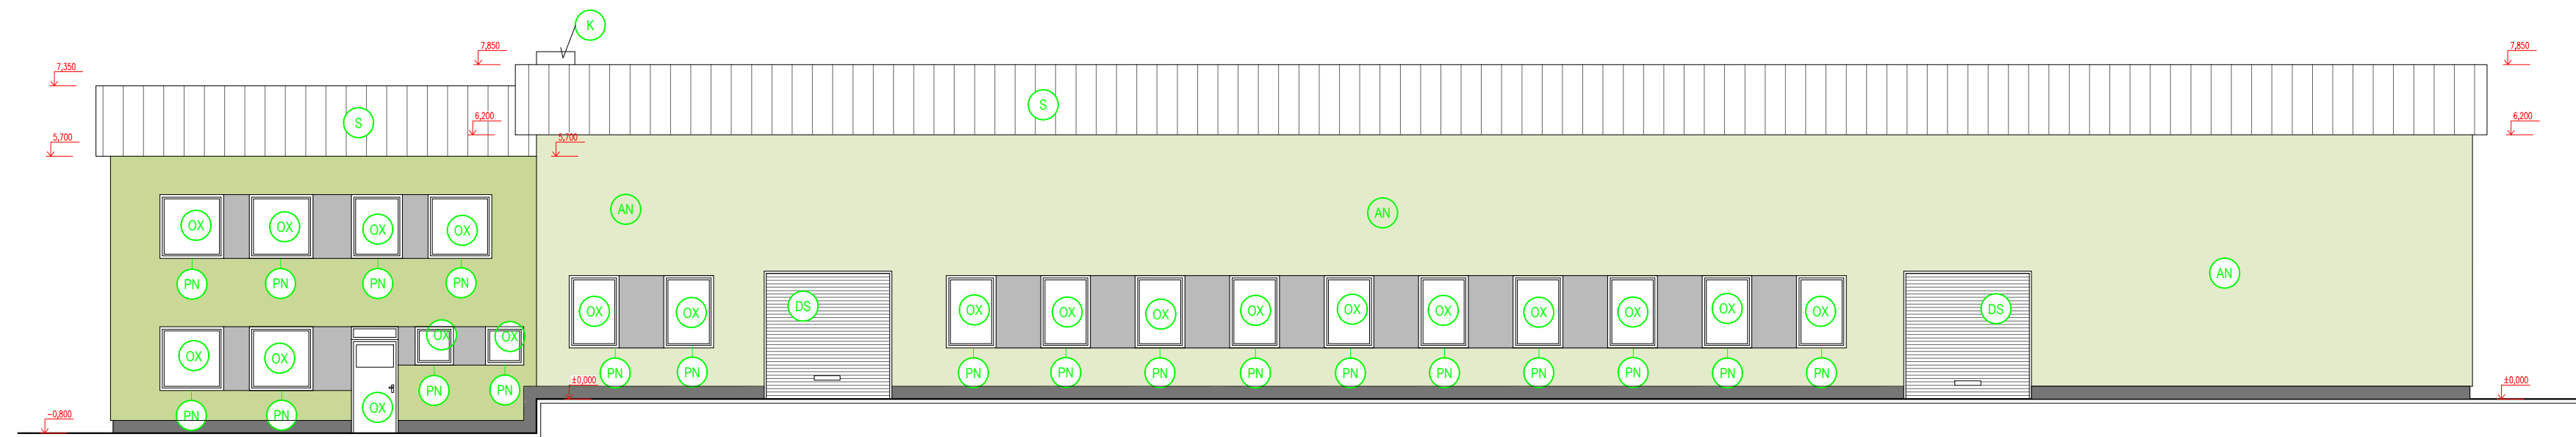 K
7,850
7,850
7,350
S
S
6,200
6,200
5,700
5,700
AN
AN
OX
OX
OX
OX
AN
PN
PN
PN
PN
OX
OX
DS
OX
OX
OX
OX
OX
OX
OX
OX
OX
OX
DS
OX
OX
OX
OX
PN
PN
PN
PN
PN
PN
PN
PN
PN
PN
PN
PN
±0,000
±0,000
PN
PN
OX
PN
PN
-0,800